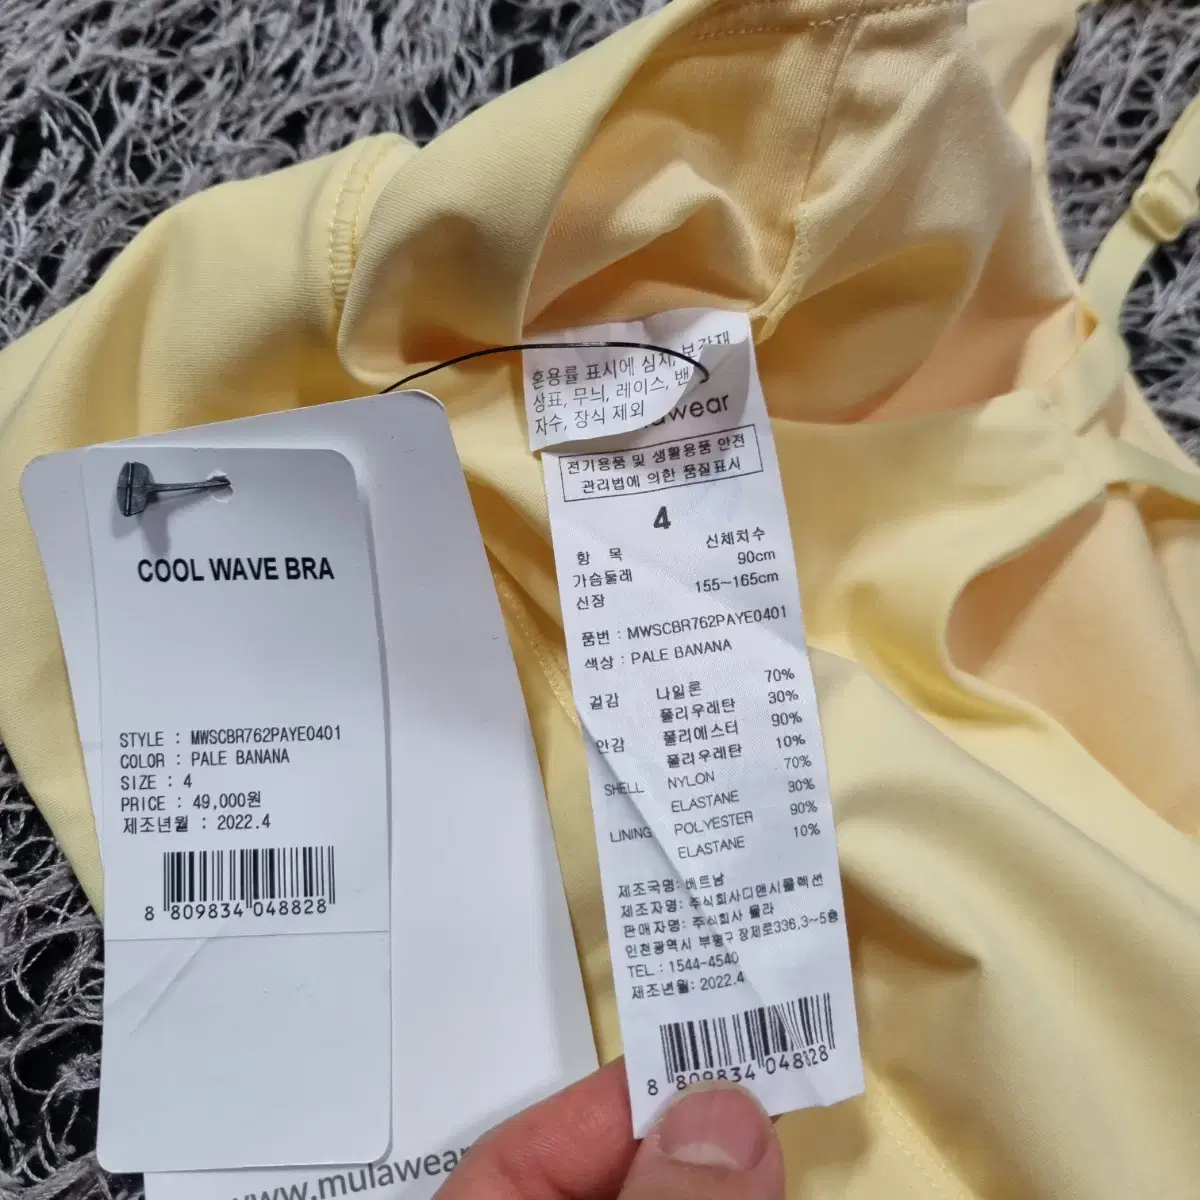 COOL WAVE BRA
STYLE : MWSCBR762PAYE0401
COLOR : PALE BANANA
SIZE : 4
PRICE : 49,000원
제조년월 : 2022.4
8 809834 048828
www.mulawear
혼용률 표시에 심지, 보강재
상표, 무늬, 레이스, 밴
자수, 장식 제외
전기용품 및 생활용품 안전
관리법에 의한 품질표시
4
항 목 신체치수
가슴둘레 90cm
신장 155~165cm
품번 : MWSCBR762PAYE0401
색상 : PALE BANANA
겉감 나일론 70%
폴리우레탄 30%
안감 폴리에스터 90%
폴리우레탄 10%
SHELL NYLON 70%
ELASTANE 30%
LINING POLYESTER 90%
ELASTANE 10%
제조국명: 베트남
제조자명: 주식회사디앤시콜렉션
판매자명: 주식회사 뮬라
인천광역시 부평구 장제로336,3~5층
TEL : 1544-4540
제조년월: 2022.4
8 809834 048828